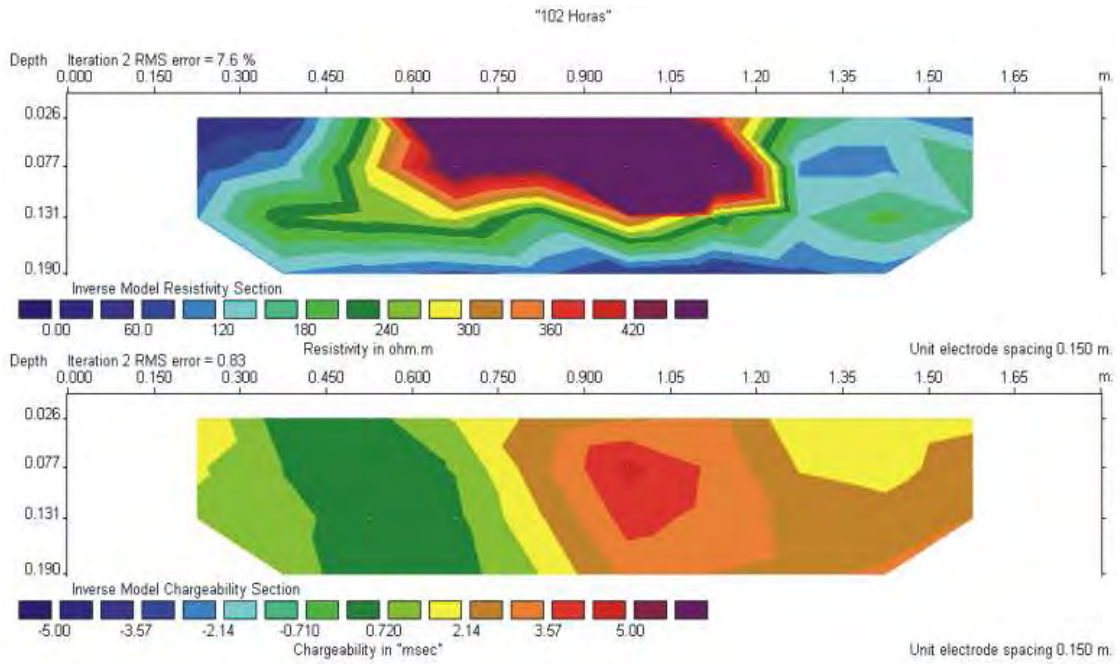 "102 Horas"
Depth Iteration 2 RMS error = 7.6 %
0.000 0.150 0.300 0.450 0.600 0.750 0.900 1.05 1.20 1.35 1.50 1.65 m.
0.026
0.077
0.131
0.190
Inverse Model Resistivity Section
0.00 60.0 120 180 240 300 360 420
Resistivity in ohm.m
Unit electrode spacing 0.150 m.
Depth Iteration 2 RMS error = 0.83
0.000 0.150 0.300 0.450 0.600 0.750 0.900 1.05 1.20 1.35 1.50 1.65 m.
0.026
0.077
0.131
0.190
Inverse Model Chargeability Section
-5.00 -3.57 -2.14 -0.710 0.720 2.14 3.57 5.00
Chargeability in "msec"
Unit electrode spacing 0.150 m.